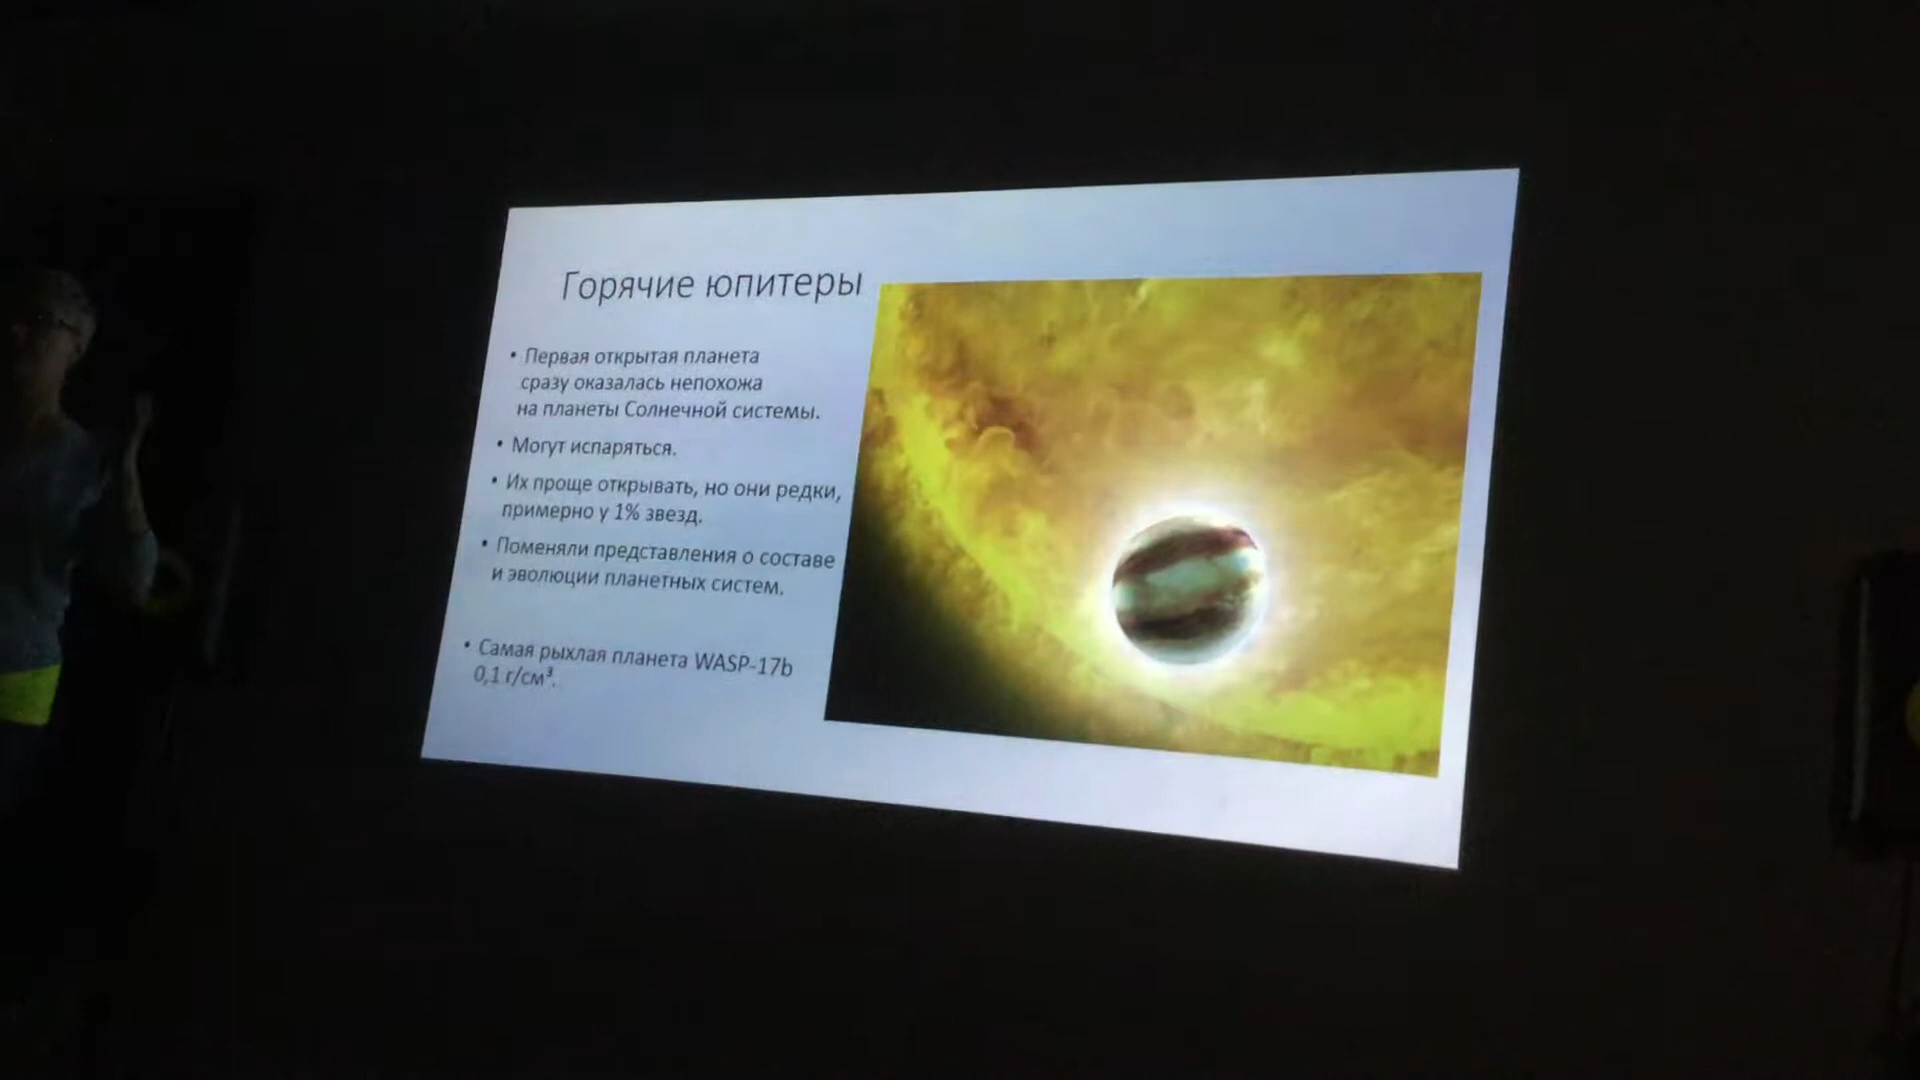 Горячие юпитеры
• Первая открытая планета
сразу оказалась непохожа
на планеты Солнечной системы.
• Могут испаряться.
• Их проще открывать, но они редки,
примерно у 1% звезд.
• Поменяли представления о составе
и эволюции планетных систем.
• Самая рыхлая планета WASP-17b
0,1 г/см³.